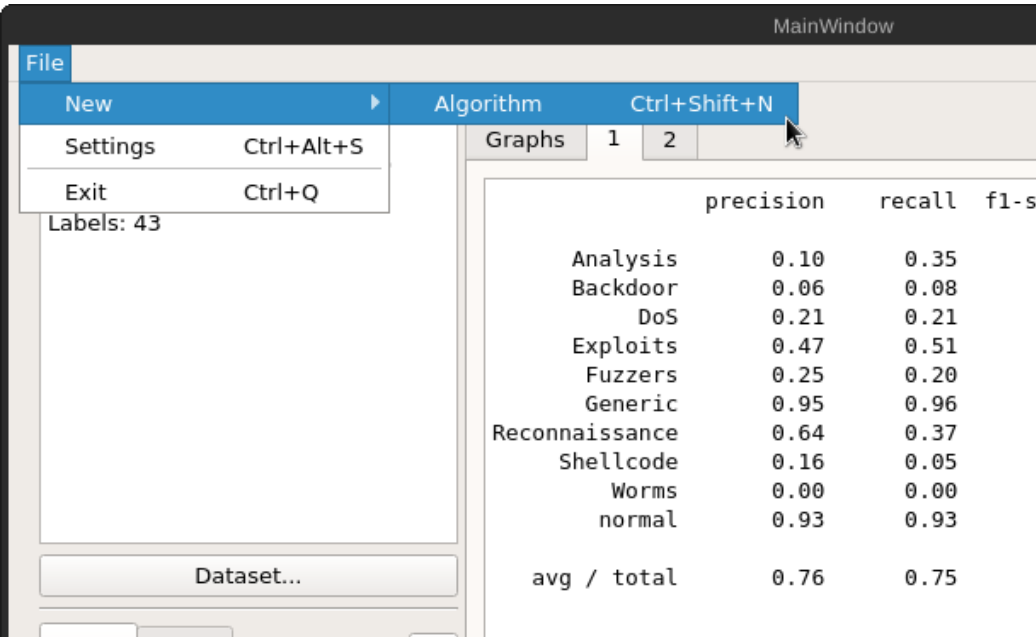 MainWindow
File
New Algorithm Ctrl+Shift+N
Settings Ctrl+Alt+S
Exit Ctrl+Q
Labels: 43
Dataset...
Graphs 1 2
precision recall f1-s
Analysis 0.10 0.35
Backdoor 0.06 0.08
DoS 0.21 0.21
Exploits 0.47 0.51
Fuzzers 0.25 0.20
Generic 0.95 0.96
Reconnaissance 0.64 0.37
Shellcode 0.16 0.05
Worms 0.00 0.00
normal 0.93 0.93
avg / total 0.76 0.75